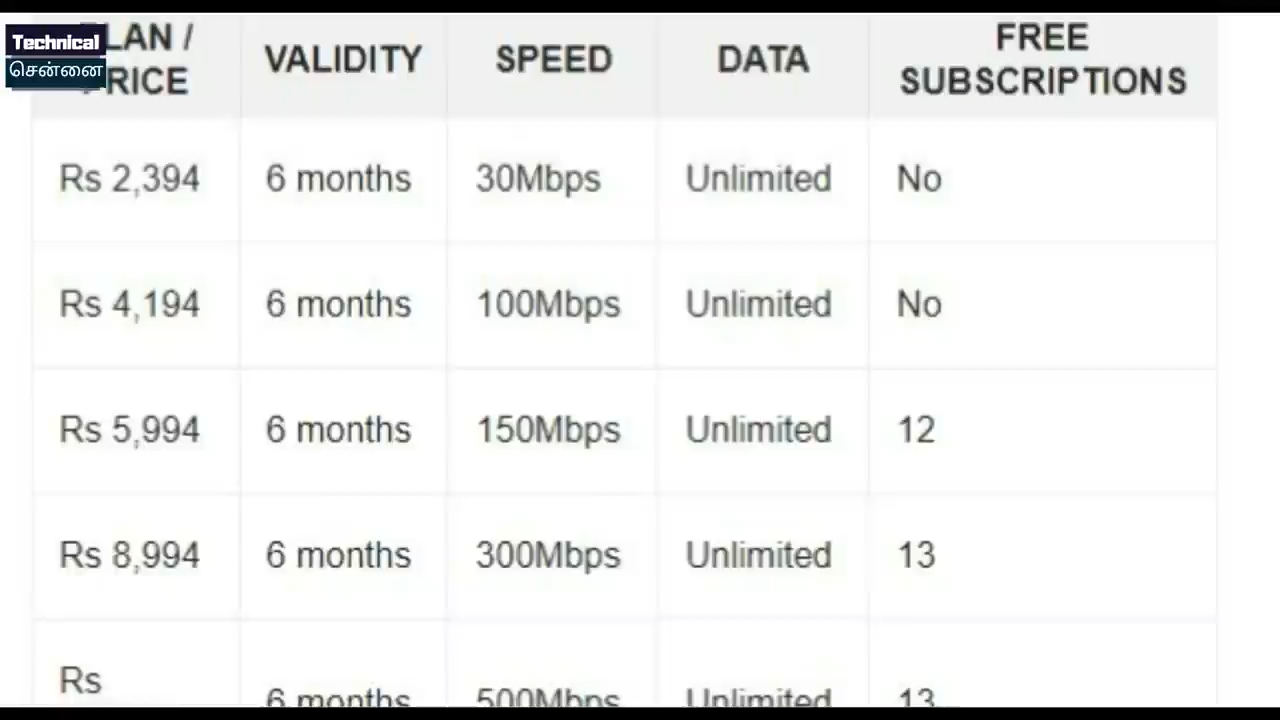 Technical
சென்னை
PLAN /
PRICE
VALIDITY
SPEED
DATA
FREE
SUBSCRIPTIONS
Rs 2,394 6 months 30Mbps Unlimited No
Rs 4,194 6 months 100Mbps Unlimited No
Rs 5,994 6 months 150Mbps Unlimited 12
Rs 8,994 6 months 300Mbps Unlimited 13
Rs
6 months 500Mbps Unlimited 13